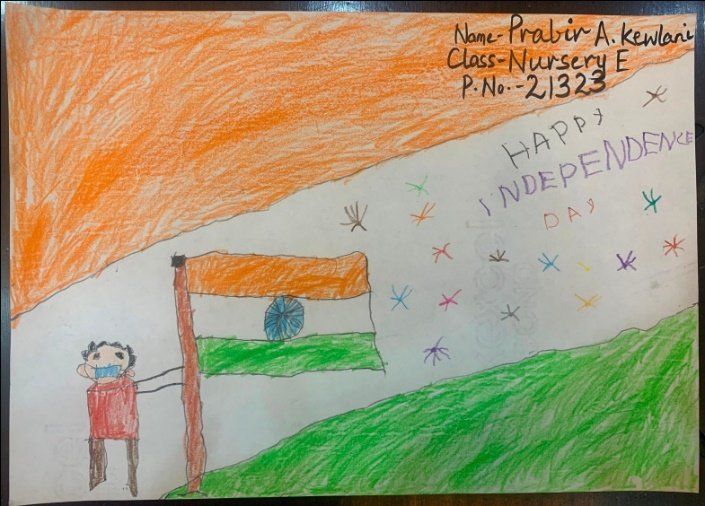 Name- Prabir A. Kewlani
Class- Nursery E
P.No.- 21323
HAPPY
INDEPENDENCE
DAY